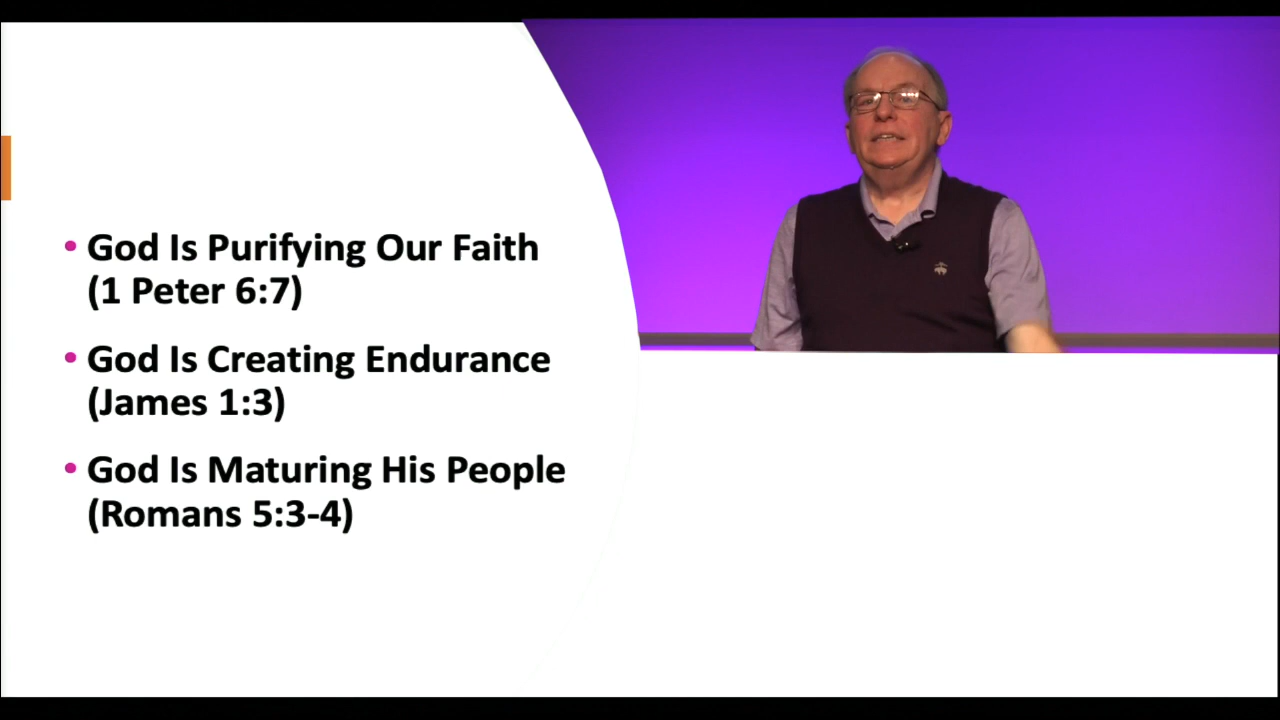 • God Is Purifying Our Faith
(1 Peter 6:7)
• God Is Creating Endurance
(James 1:3)
• God Is Maturing His People
(Romans 5:3-4)